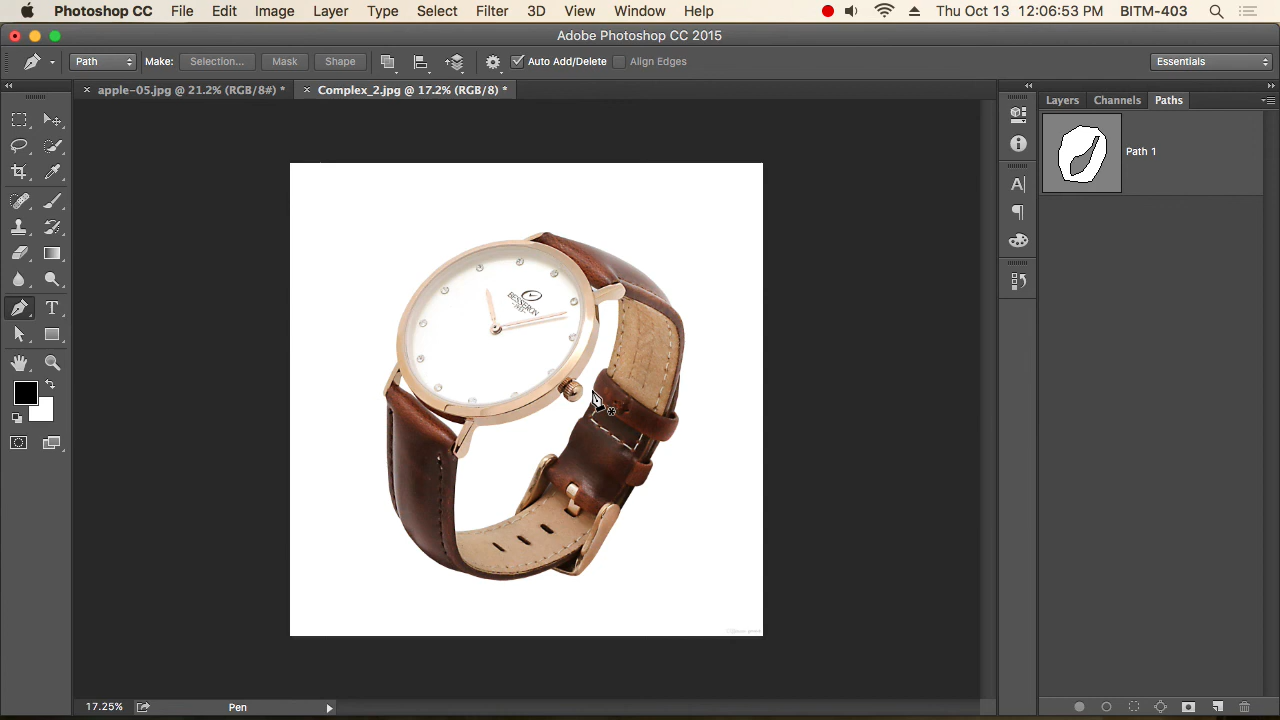 Photoshop CC File Edit Image Layer Type Select Filter 3D View Window Help Thu Oct 13 12:06:53 PM BITM-403
Adobe Photoshop CC 2015
Path Make: Selection... Mask Shape Auto Add/Delete Align Edges Essentials
apple-05.jpg @ 21.2% (RGB/8#) * Complex_2.jpg @ 17.2% (RGB/8) *
Layers Channels Paths
Path 1
BESSERON
17.25% Pen